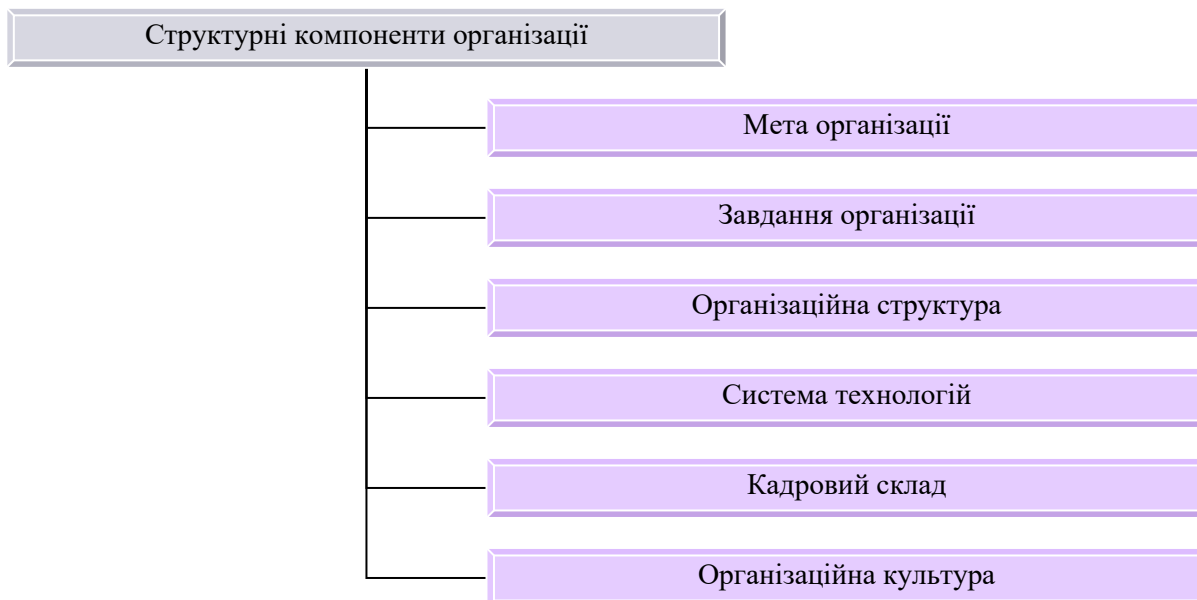 Структурні компоненти організації
Мета організації
Завдання організації
Організаційна структура
Система технологій
Кадровий склад
Організаційна культура